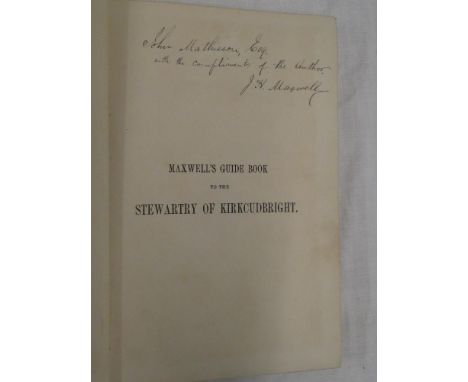 John Matheson, Esq.
with the compliments of the Author
J. H. Maxwell
MAXWELL'S GUIDE BOOK
TO THE
STEWARTRY OF KIRKCUDBRIGHT.